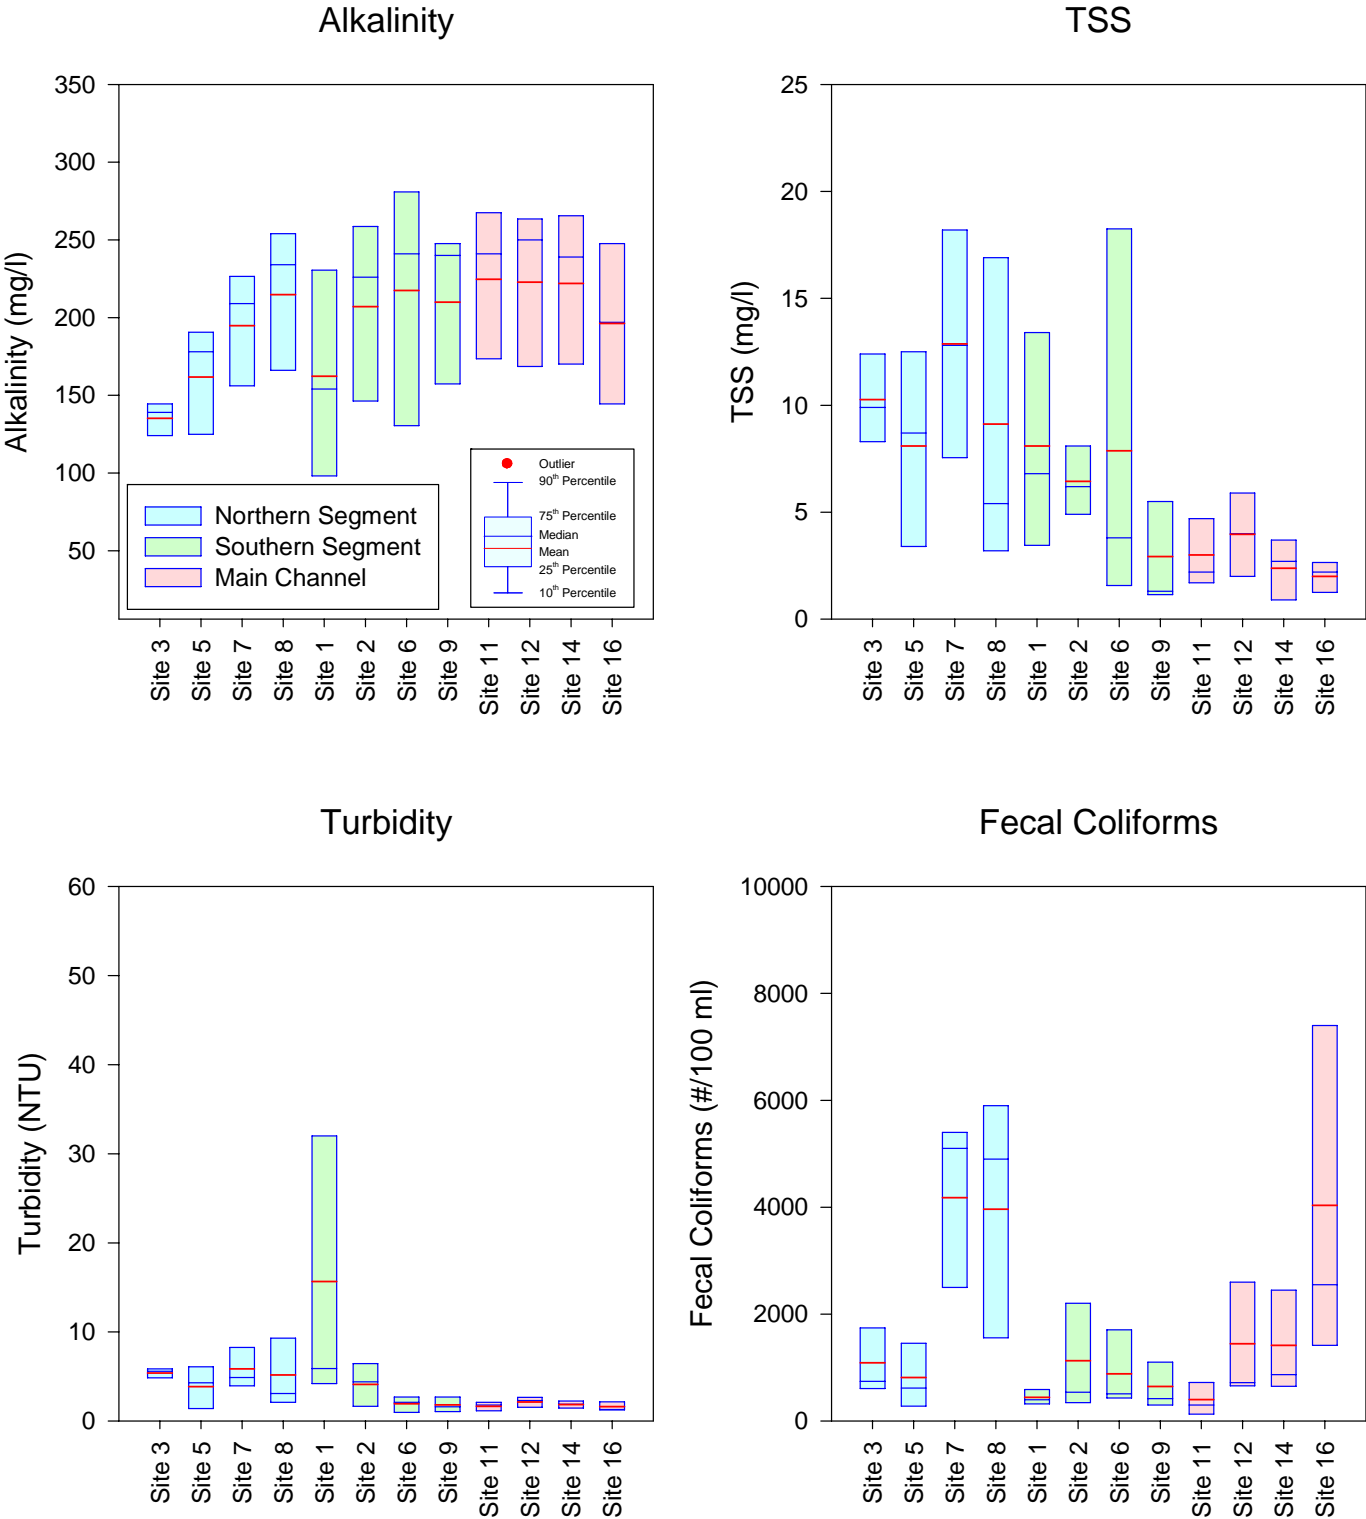 Alkalinity
TSS
350
300
250
200
150
100
50
Alkalinity (mg/l)
Northern Segment
Southern Segment
Main Channel
Outlier
90th Percentile
75th Percentile
Median
Mean
25th Percentile
10th Percentile
Site 3
Site 5
Site 7
Site 8
Site 1
Site 2
Site 6
Site 9
Site 11
Site 12
Site 14
Site 16
25
20
15
10
5
0
TSS (mg/l)
Site 3
Site 5
Site 7
Site 8
Site 1
Site 2
Site 6
Site 9
Site 11
Site 12
Site 14
Site 16
Turbidity
Fecal Coliforms
60
50
40
30
20
10
0
Turbidity (NTU)
Site 3
Site 5
Site 7
Site 8
Site 1
Site 2
Site 6
Site 9
Site 11
Site 12
Site 14
Site 16
10000
8000
6000
4000
2000
0
Fecal Coliforms (#/100 ml)
Site 3
Site 5
Site 7
Site 8
Site 1
Site 2
Site 6
Site 9
Site 11
Site 12
Site 14
Site 16